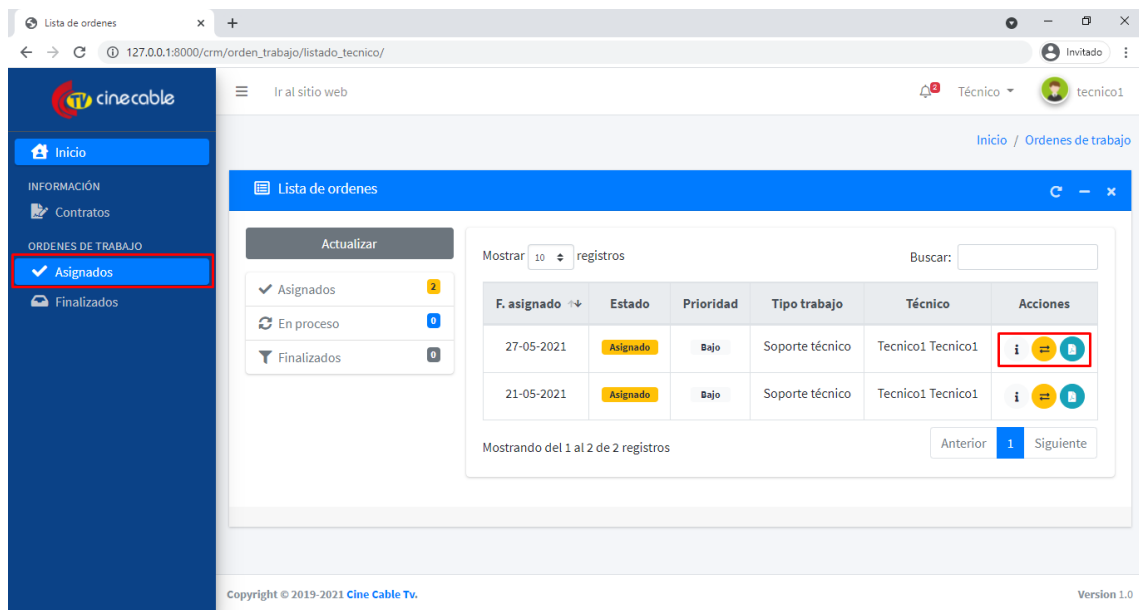 Lista de ordenes
127.0.0.1:8000/crm/orden_trabajo/listado_tecnico/
Invitado
TV cinecable
Ir al sitio web
2
Técnico
tecnico1
Inicio
Inicio / Ordenes de trabajo
INFORMACIÓN
Contratos
ORDENES DE TRABAJO
Asignados
Finalizados
Lista de ordenes
Actualizar
Asignados 2
En proceso 0
Finalizados 0
Mostrar 10 registros
Buscar:
F. asignado Estado Prioridad Tipo trabajo Técnico Acciones
27-05-2021 Asignado Bajo Soporte técnico Tecnico1 Tecnico1
21-05-2021 Asignado Bajo Soporte técnico Tecnico1 Tecnico1
Mostrando del 1 al 2 de 2 registros
Anterior 1 Siguiente
Copyright © 2019-2021 Cine Cable Tv.
Version 1.0